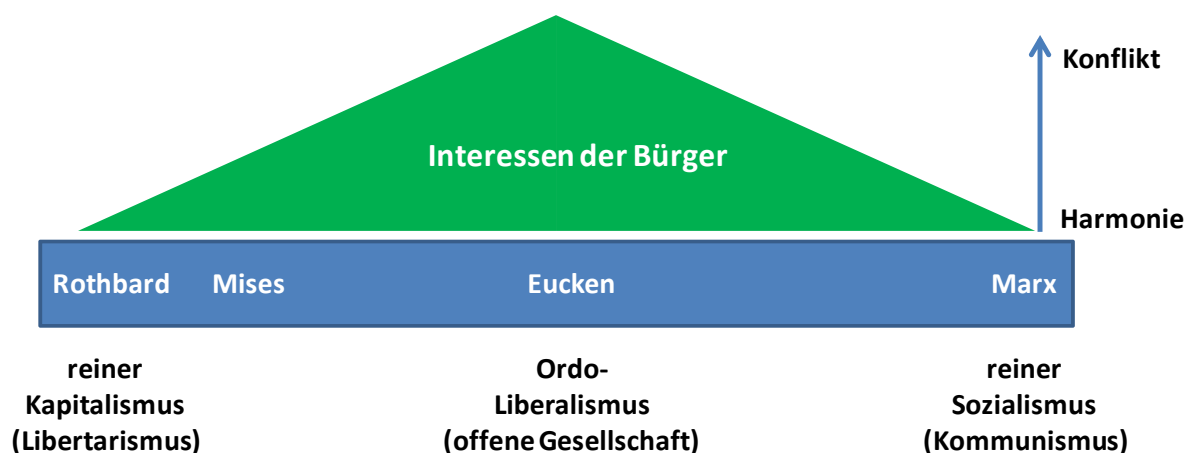 Konflikt
Interessen der Bürger
Harmonie
Rothbard Mises Eucken Marx
reiner
Kapitalismus
(Libertarismus)
Ordo-
Liberalismus
(offene Gesellschaft)
reiner
Sozialismus
(Kommunismus)